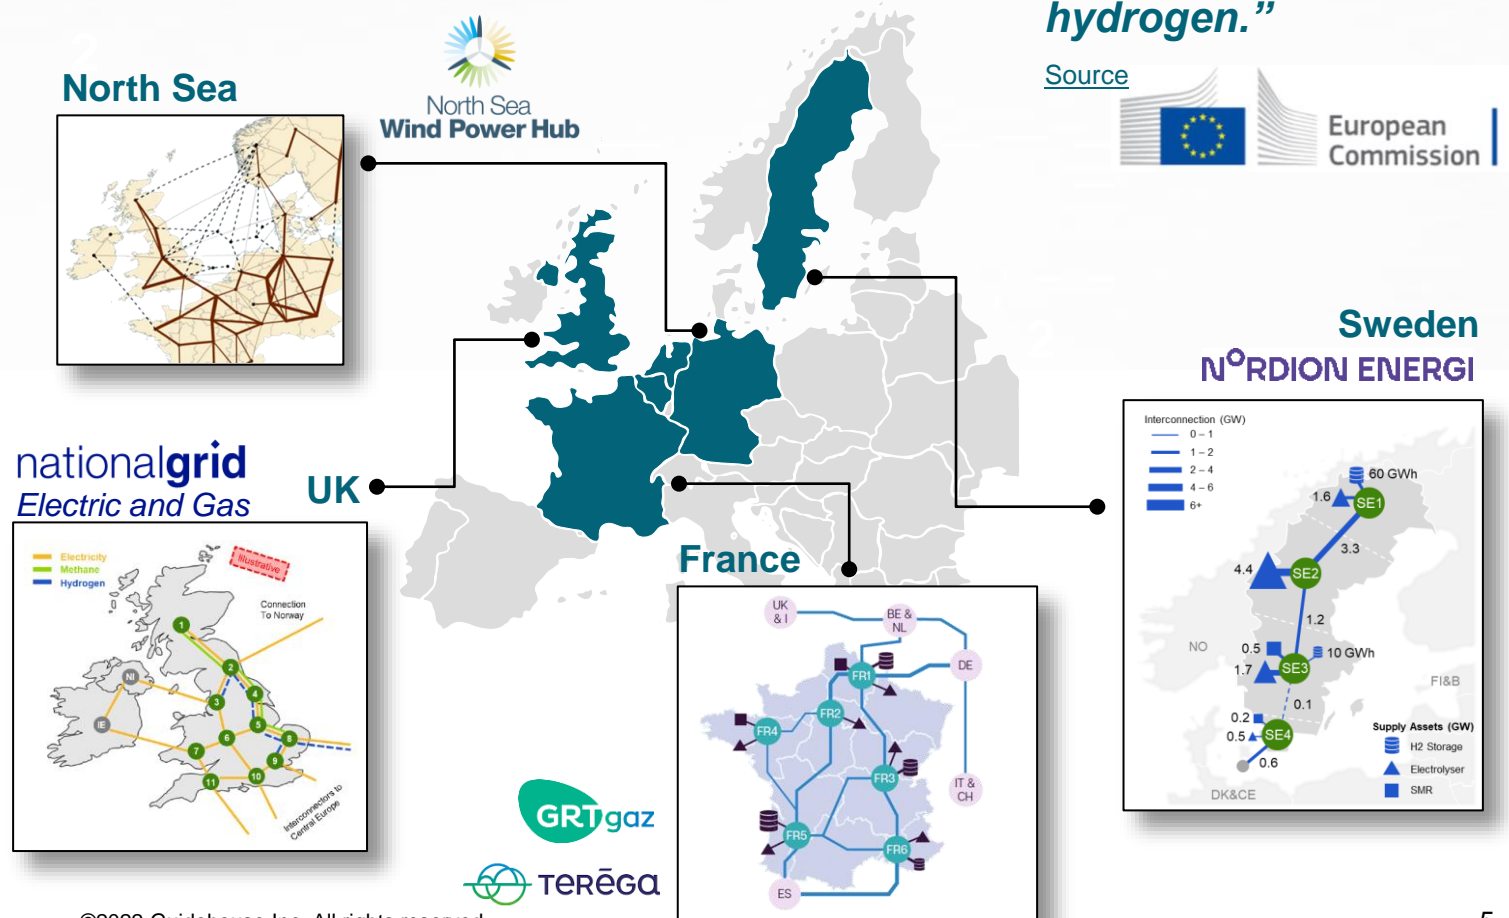 hydrogen.”
Source
European
Commission
North Sea
North Sea
Wind Power Hub
Sweden
NORDION ENERGI
Interconnection (GW)
0 – 1
1 – 2
2 – 4
4 – 6
6+
60 GWh
1.6
SE1
3.3
4.4
SE2
1.2
NO
0.5
10 GWh
SE3
1.7
FI&B
0.1
0.2
0.5
SE4
0.6
DK&CE
Supply Assets (GW)
H2 Storage
Electrolyser
SMR
nationalgrid
Electric and Gas
UK
Electricity
Methane
Hydrogen
Illustrative
Connection
To Norway
1
2
NI
3
4
IE
5
6
7
8
9
10
11
Interconnectors to
Central Europe
France
UK
& I
BE &
NL
DE
FR1
FR2
FR4
FR3
IT &
CH
FR5
FR6
ES
GRTgaz
TERĒGA
2
2